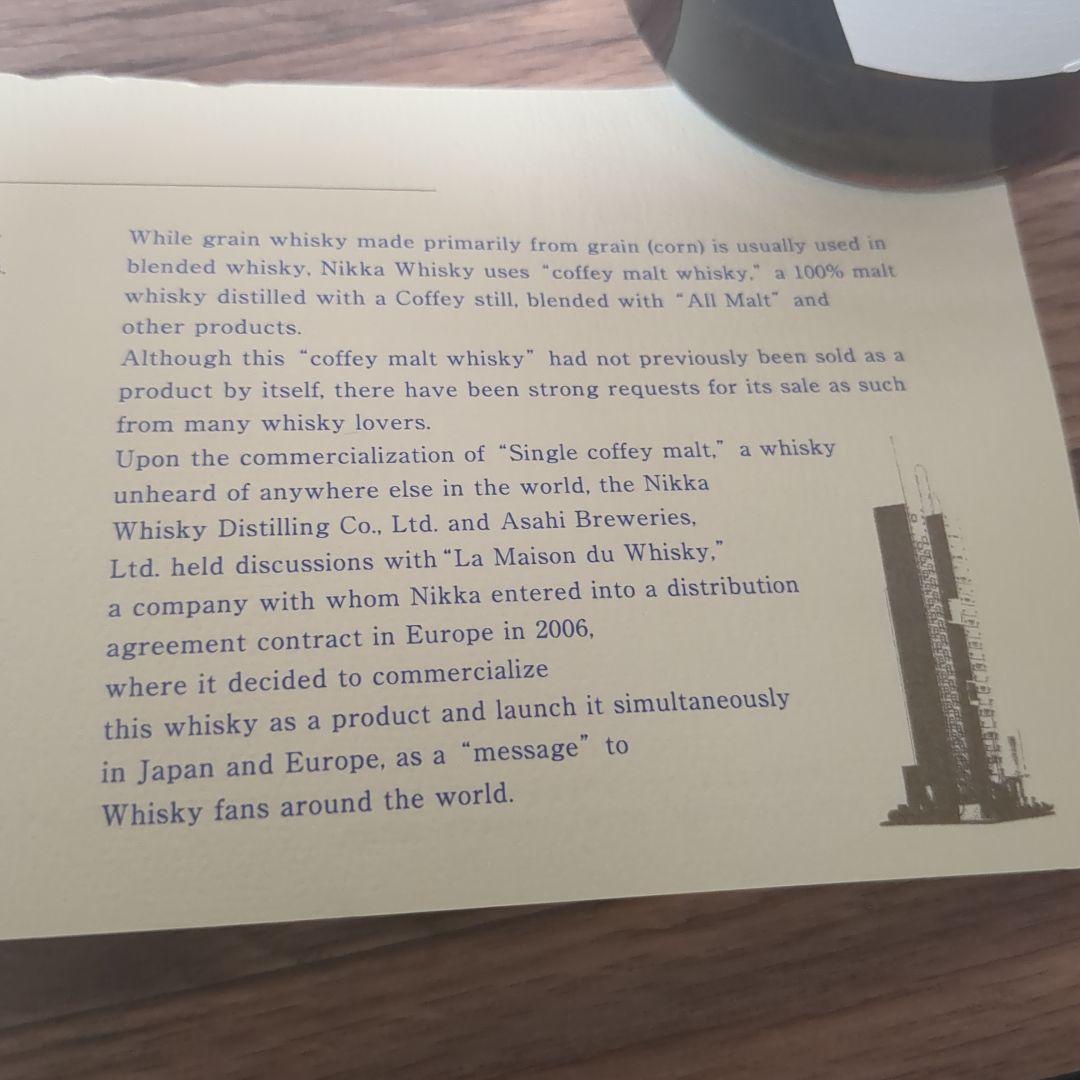 While grain whisky made primarily from grain (corn) is usually used in
blended whisky, Nikka Whisky uses “coffey malt whisky,” a 100% malt
whisky distilled with a Coffey still, blended with “All Malt” and
other products.
Although this “coffey malt whisky” had not previously been sold as a
product by itself, there have been strong requests for its sale as such
from many whisky lovers.
Upon the commercialization of “Single coffey malt,” a whisky
unheard of anywhere else in the world, the Nikka
Whisky Distilling Co., Ltd. and Asahi Breweries,
Ltd. held discussions with “La Maison du Whisky,”
a company with whom Nikka entered into a distribution
agreement contract in Europe in 2006,
where it decided to commercialize
this whisky as a product and launch it simultaneously
in Japan and Europe, as a “message” to
Whisky fans around the world.